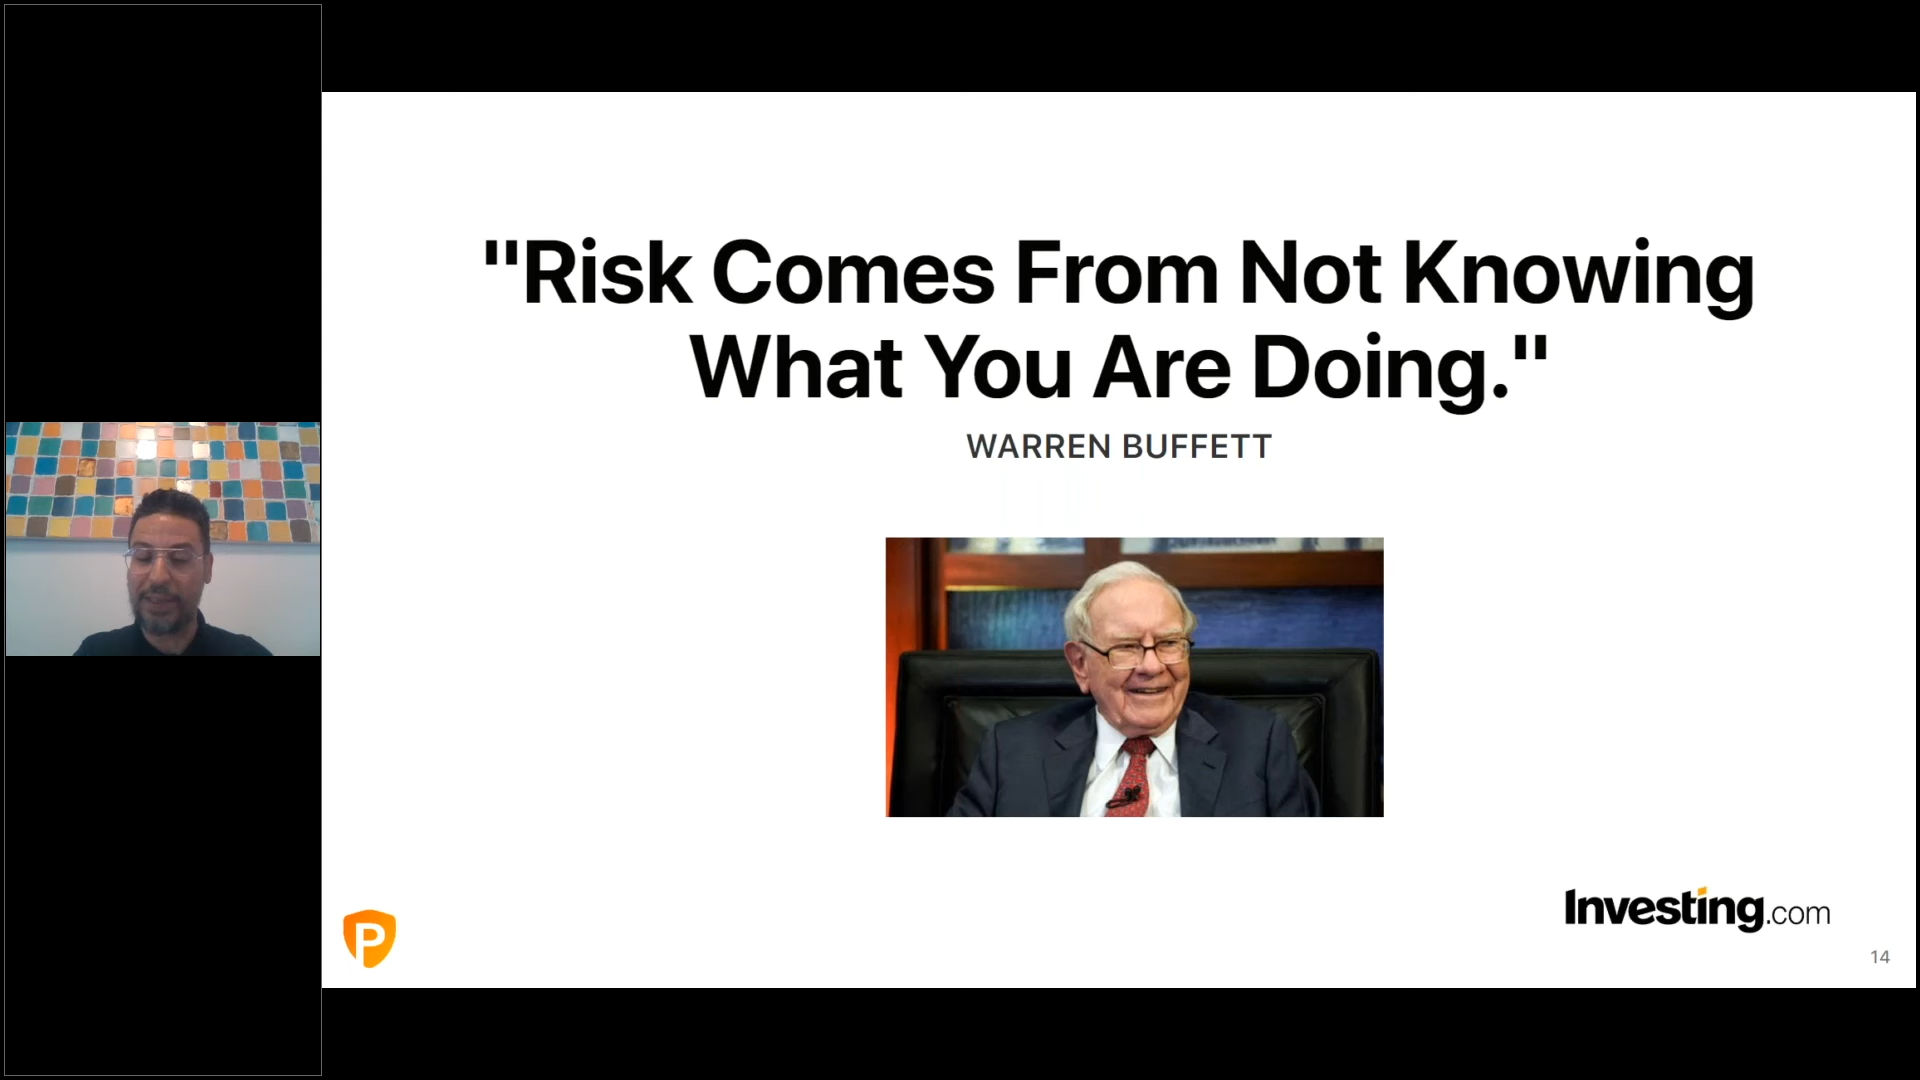 "Risk Comes From Not Knowing
What You Are Doing."
WARREN BUFFETT
P
Investing.com
14